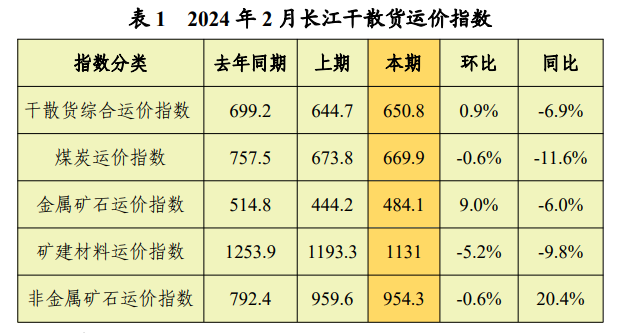 表 1 2024 年 2 月长江干散货运价指数
指数分类 去年同期 上期 本期 环比 同比
干散货综合运价指数 699.2 644.7 650.8 0.9% -6.9%
煤炭运价指数 757.5 673.8 669.9 -0.6% -11.6%
金属矿石运价指数 514.8 444.2 484.1 9.0% -6.0%
矿建材料运价指数 1253.9 1193.3 1131 -5.2% -9.8%
非金属矿石运价指数 792.4 959.6 954.3 -0.6% 20.4%